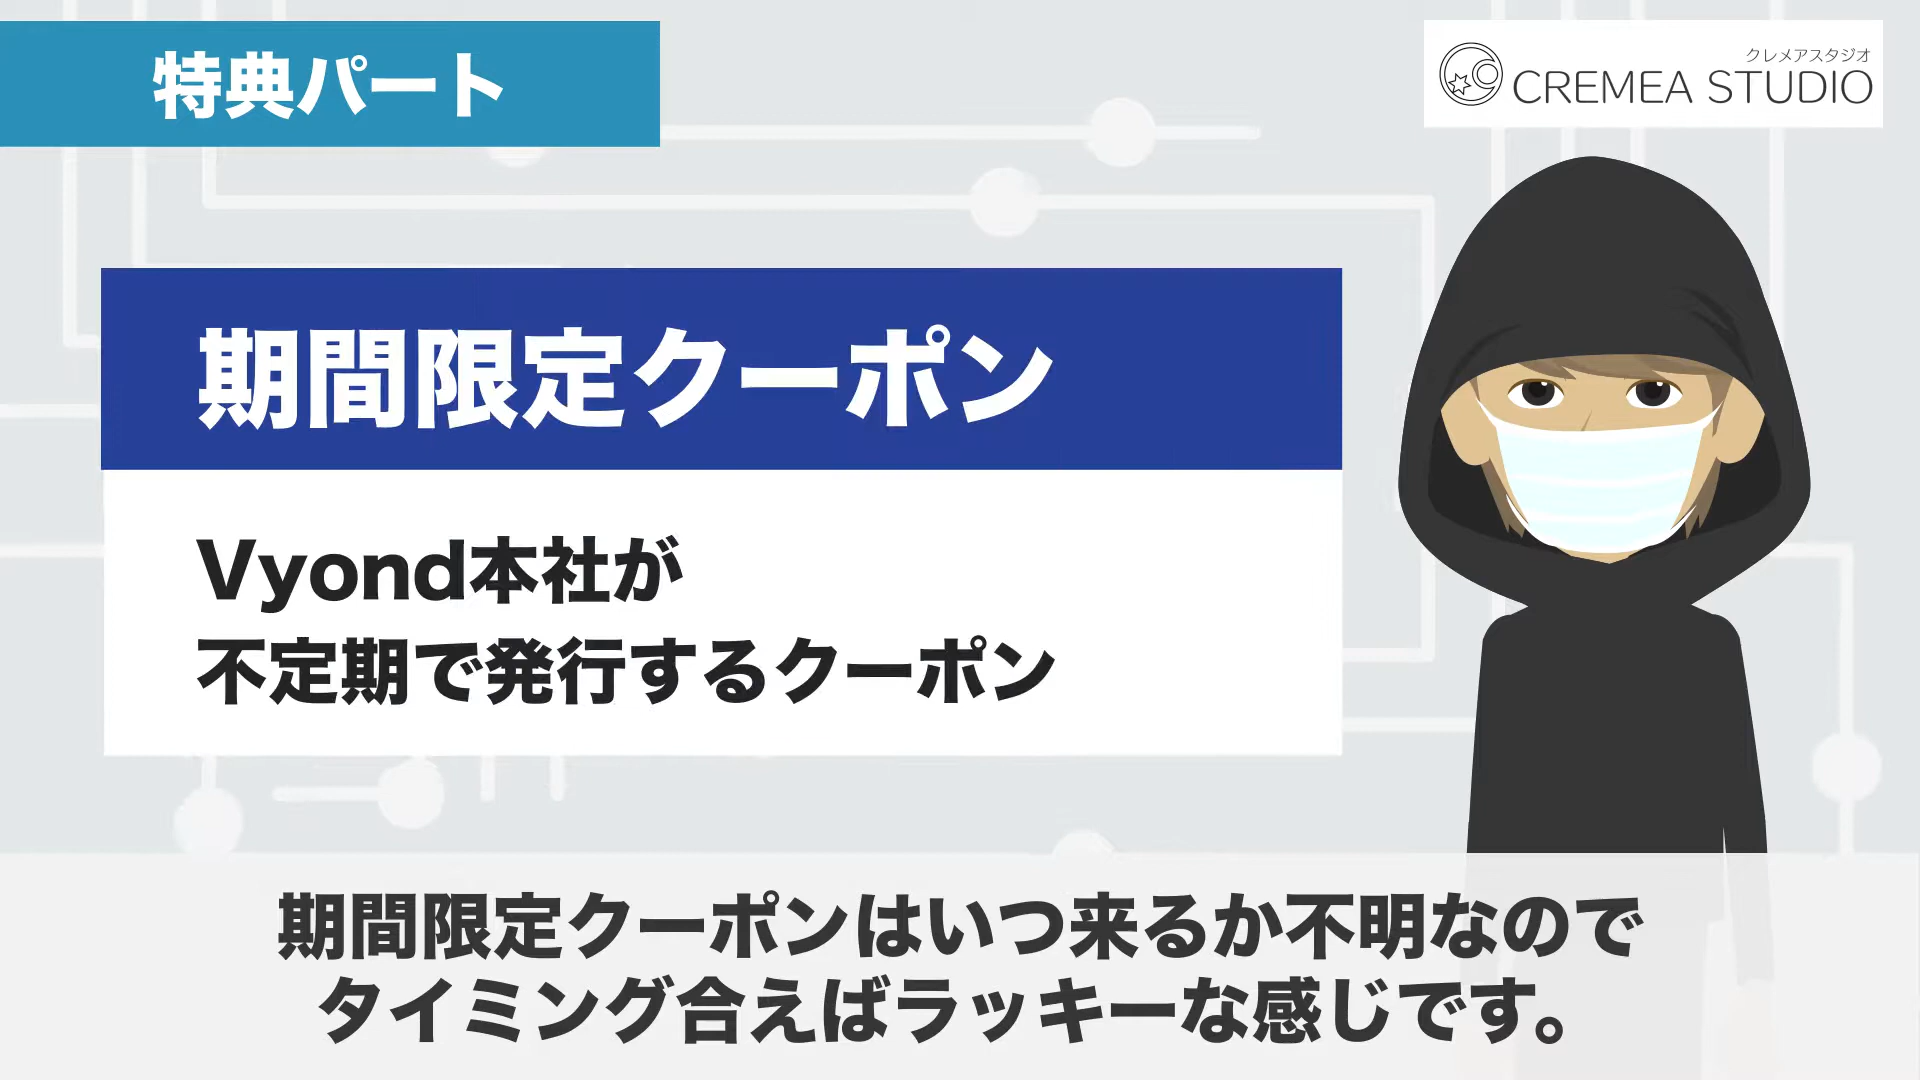 特典パート
クレメアスタジオ
CREMEA STUDIO
期間限定クーポン
Vyond本社が
不定期で発行するクーポン
期間限定クーポンはいつ来るか不明なので
タイミング合えばラッキーな感じです。